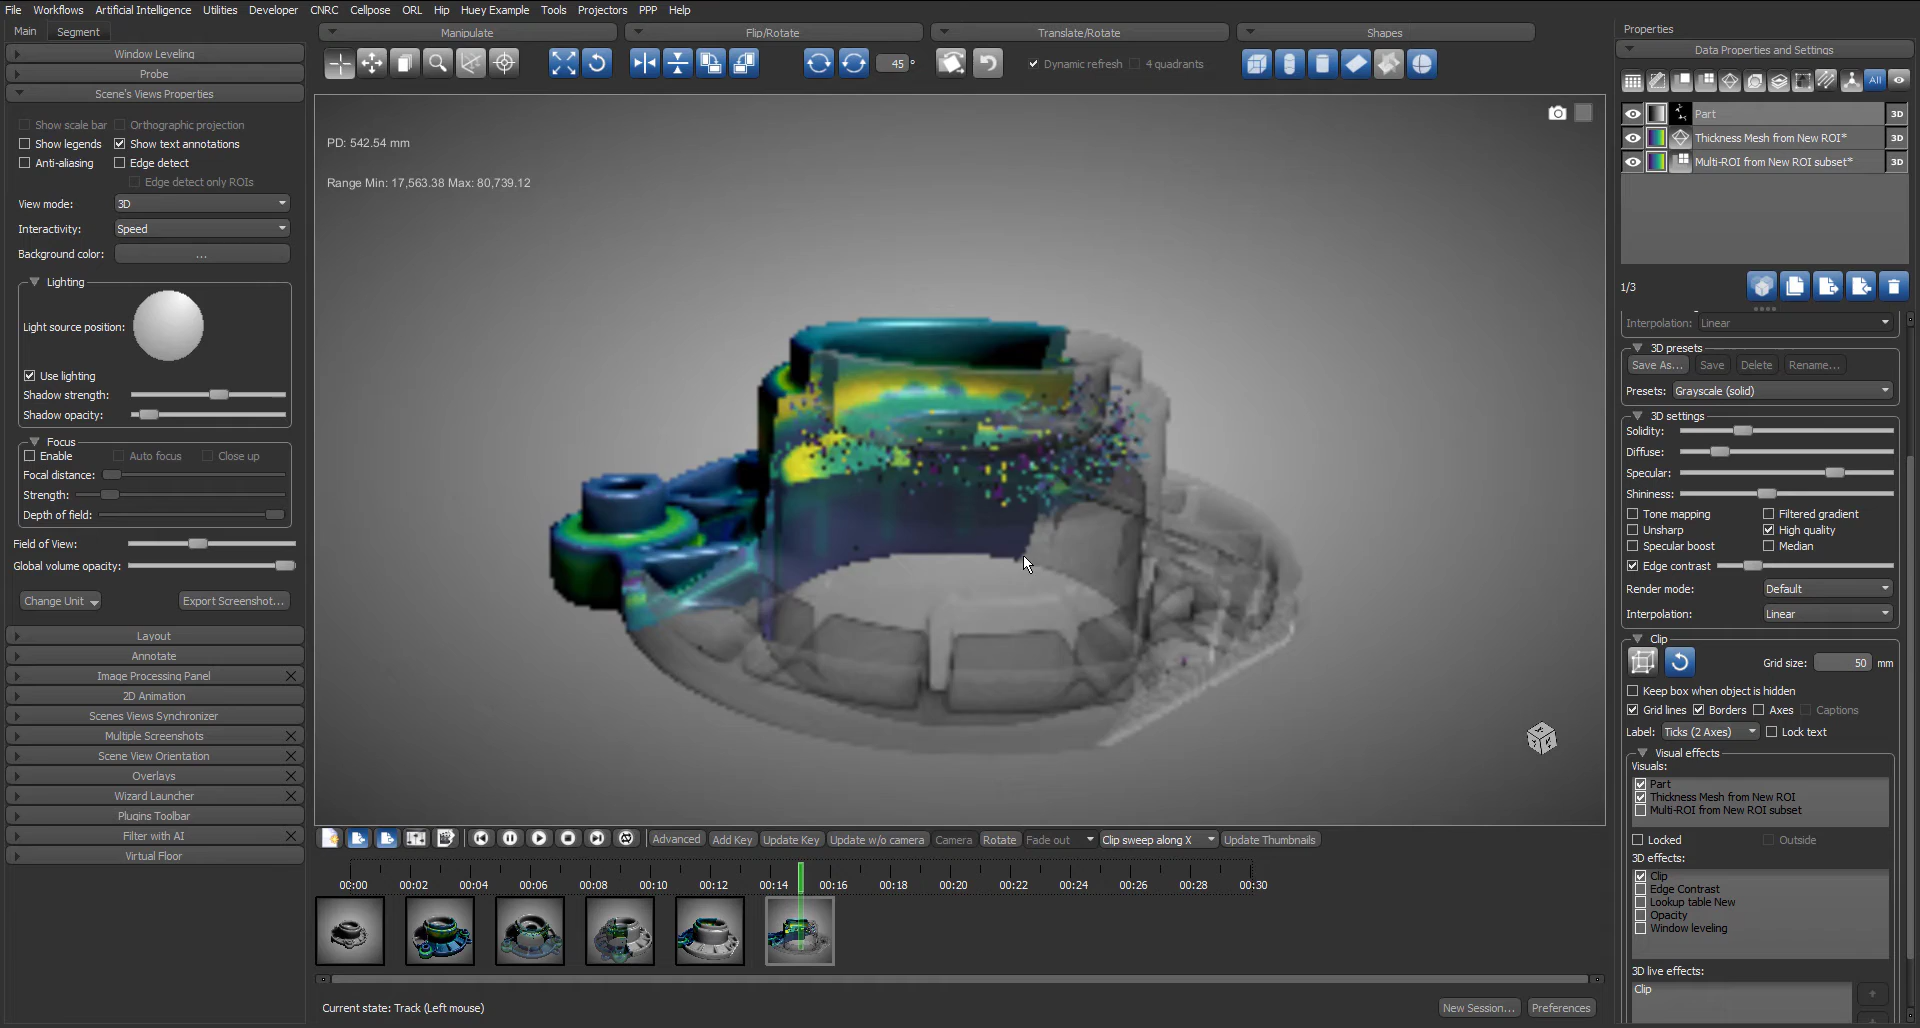 File Workflows Artificial Intelligence Utilities Developer CNRC Cellpose ORL Hip Huey Example Tools Projectors PPP Help
Main Segment
Window Leveling
Probe
Scene's Views Properties
Show scale bar Orthographic projection
Show legends Show text annotations
Anti-aliasing Edge detect
Edge detect only ROIs
View mode: 3D
Interactivity: Speed
Background color: ...
Lighting
Light source position:
Use lighting
Shadow strength:
Shadow opacity:
Focus
Enable Auto focus Close up
Focal distance:
Strength:
Depth of field:
Field of View:
Global volume opacity:
Change Unit Export Screenshot...
Layout
Annotate
Image Processing Panel
2D Animation
Scenes Views Synchronizer
Multiple Screenshots
Scene View Orientation
Overlays
Wizard Launcher
Plugins Toolbar
Filter with AI
Virtual Floor
Manipulate Flip/Rotate Translate/Rotate Shapes
45 ° Dynamic refresh 4 quadrants
PD: 542.54 mm
Range Min: 17,563.38 Max: 80,739.12
Advanced Add Key Update Key Update w/o camera Camera Rotate Fade out Clip sweep along X Update Thumbnails
00:00 00:02 00:04 00:06 00:08 00:10 00:12 00:14 00:16 00:18 00:20 00:22 00:24 00:26 00:28 00:30
Current state: Track (Left mouse)
New Session... Preferences
Properties
Data Properties and Settings
All
Part 3D
Thickness Mesh from New ROI* 3D
Multi-ROI from New ROI subset* 3D
1/3
Interpolation: Linear
3D presets
Save As... Save Delete Rename...
Presets: Grayscale (solid)
3D settings
Solidity:
Diffuse:
Specular:
Shininess:
Tone mapping Filtered gradient
Unsharp High quality
Specular boost Median
Edge contrast
Render mode: Default
Interpolation: Linear
Clip
Grid size: 50 mm
Keep box when object is hidden
Grid lines Borders Axes Captions
Label: Ticks (2 Axes) Lock text
Visual effects
Visuals:
Part
Thickness Mesh from New ROI
Multi-ROI from New ROI subset
Locked Outside
3D effects:
Clip
Edge Contrast
Lookup table New
Opacity
Window leveling
3D live effects:
Clip